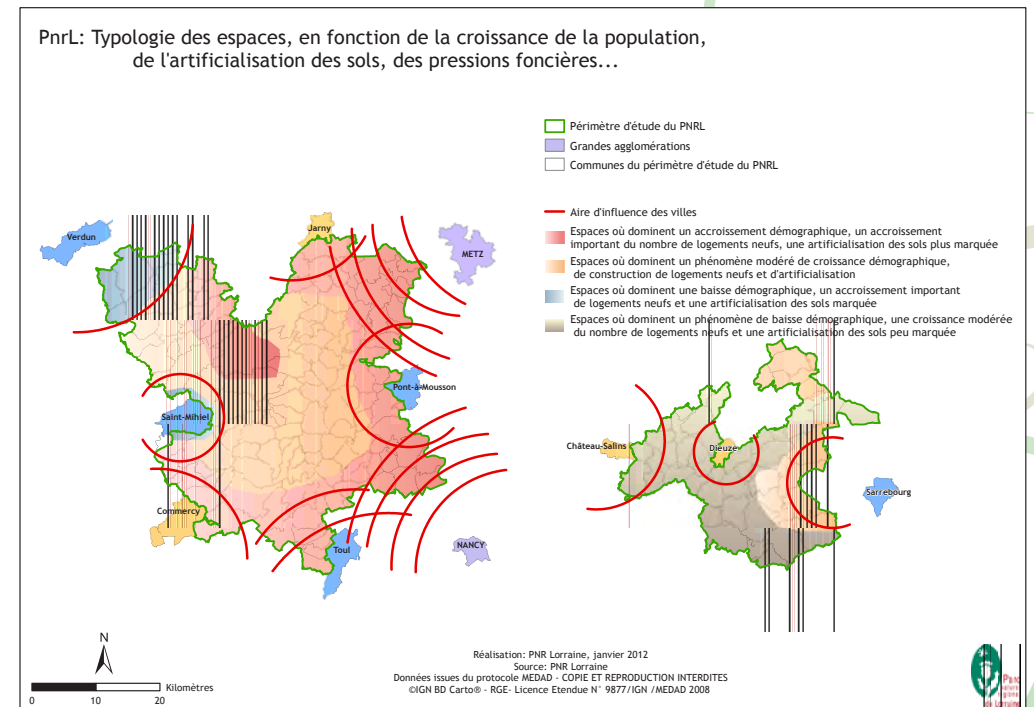 PnrL: Typologie des espaces, en fonction de la croissance de la population,
de l'artificialisation des sols, des pressions foncières...
Périmètre d'étude du PNRL
Grandes agglomérations
Communes du périmètre d'étude du PNRL
Aire d'influence des villes
Espaces où dominent un accroissement démographique, un accroissement
important du nombre de logements neufs, une artificialisation des sols plus marquée
Espaces où dominent un phénomène modéré de croissance démographique,
de construction de logements neufs et d'artificialisation
Espaces où dominent une baisse démographique, un accroissement important
de logements neufs et une artificialisation des sols marquée
Espaces où dominent un phénomène de baisse démographique, une croissance modérée
du nombre de logements neufs et une artificialisation des sols peu marquée
Verdun
Jarny
METZ
Pont-à-Mousson
Saint-Mihiel
Château-Salins
Dieuze
Sarrebourg
Commercy
Toul
NANCY
N
Kilomètres
0 10 20
Réalisation: PNR Lorraine, janvier 2012
Source: PNR Lorraine
Données issues du protocole MEDAD - COPIE ET REPRODUCTION INTERDITES
©IGN BD Carto® - RGE- Licence Etendue N° 9877/IGN /MEDAD 2008
Parc
naturel
régional
de Lorraine